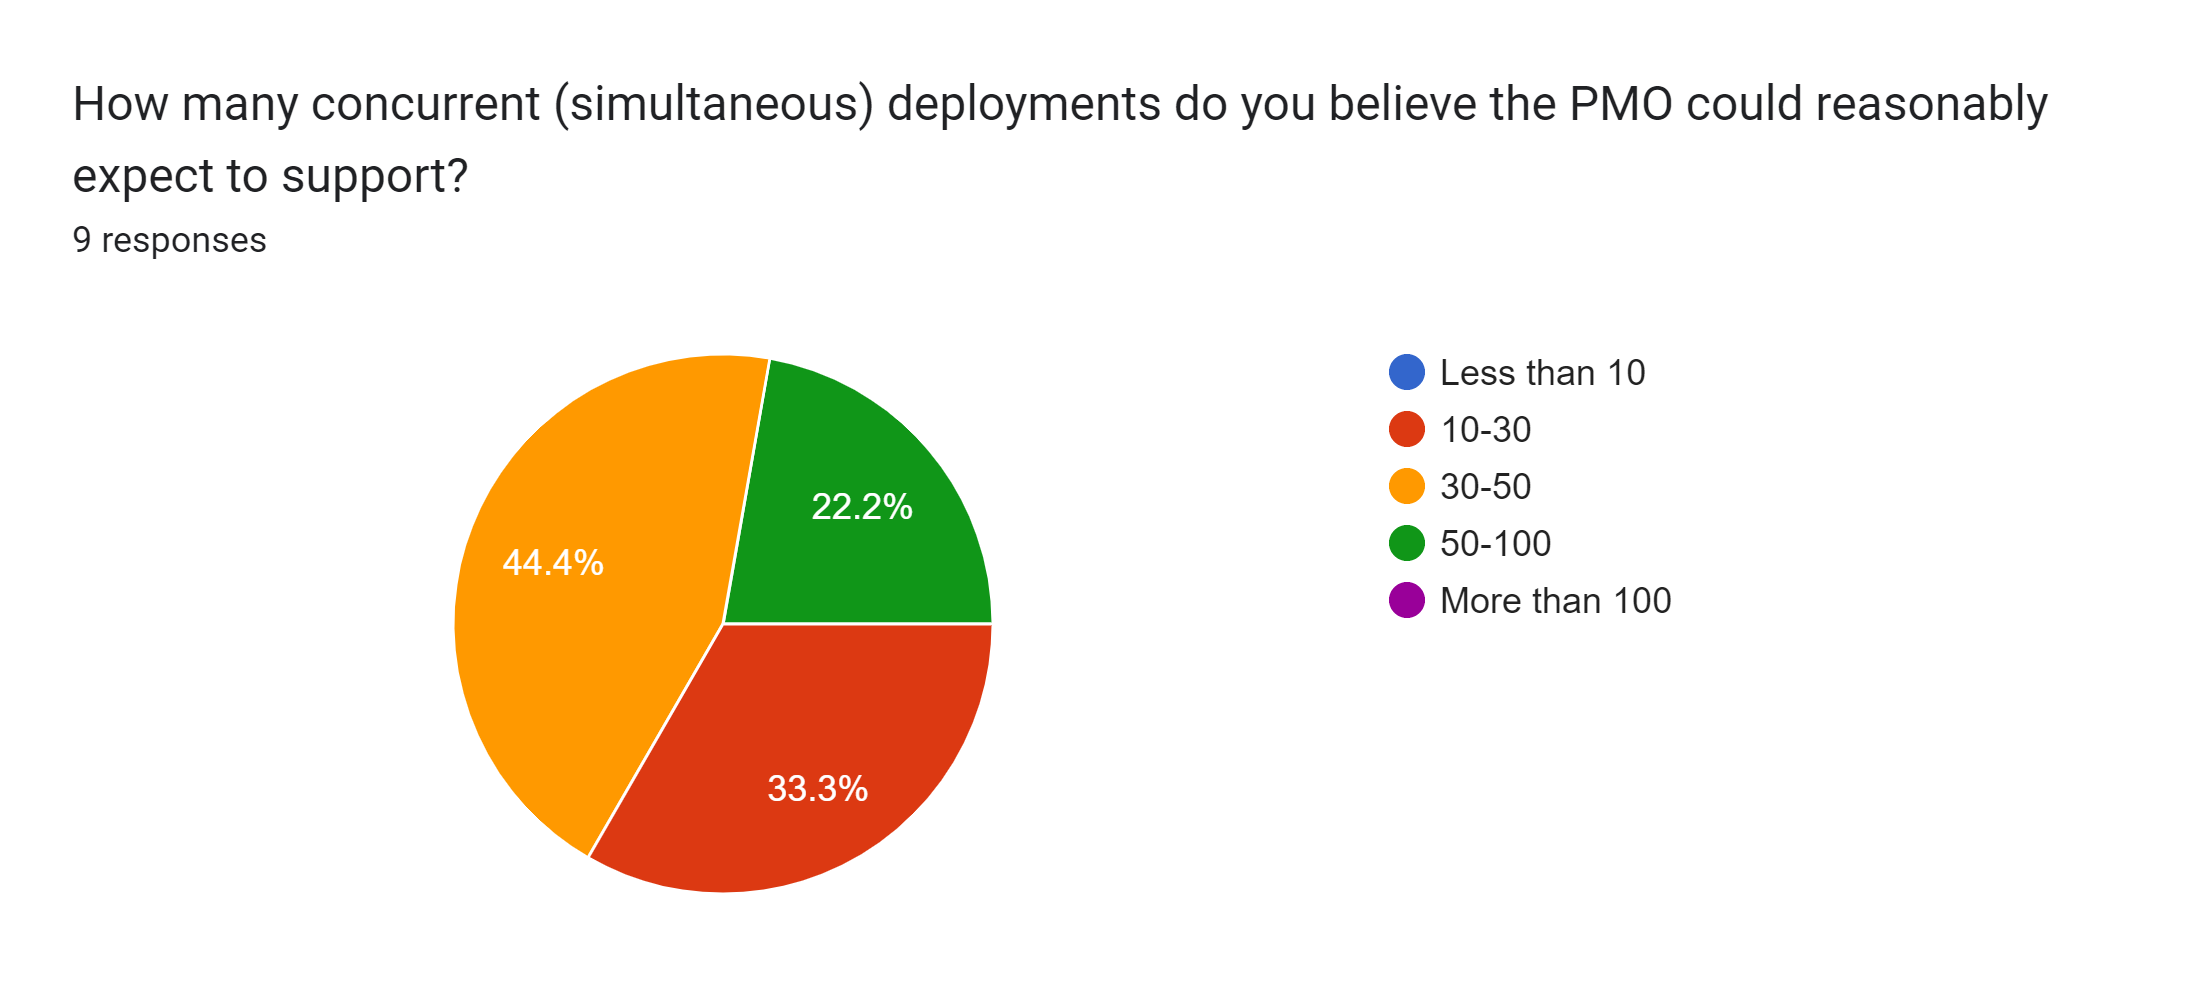 How many concurrent (simultaneous) deployments do you believe the PMO could reasonably
expect to support?
9 responses
22.2%
44.4%
33.3%
Less than 10
10-30
30-50
50-100
More than 100